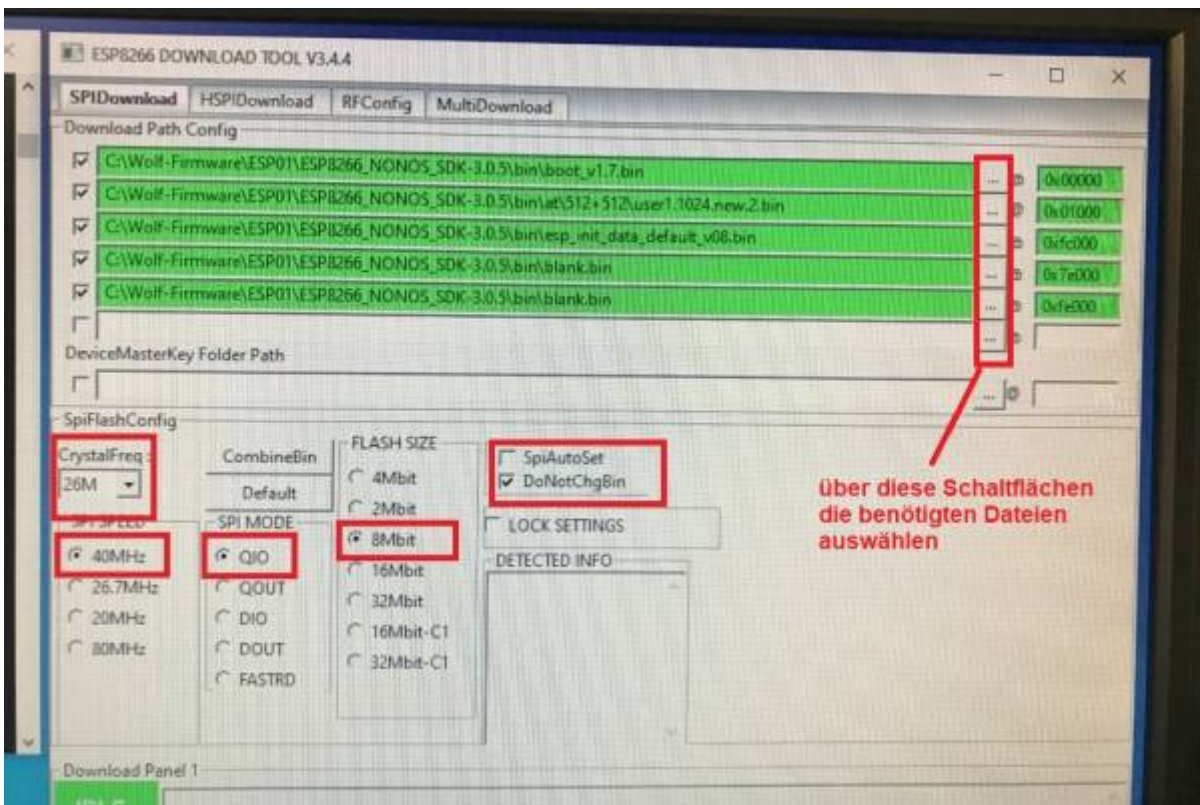 ESP8266 DOWNLOAD TOOL V3.4.4
SPIDownload HSPIDownload RFConfig MultiDownload
Download Path Config
C:\Wolf-Firmware\ESP01\ESP8266_NONOS_SDK-3.0.5\bin\boot_v1.7.bin ... @ 0x00000
C:\Wolf-Firmware\ESP01\ESP8266_NONOS_SDK-3.0.5\bin\at\512+512\user1.1024.new.2.bin ... @ 0x01000
C:\Wolf-Firmware\ESP01\ESP8266_NONOS_SDK-3.0.5\bin\esp_init_data_default_v08.bin ... @ 0xfc000
C:\Wolf-Firmware\ESP01\ESP8266_NONOS_SDK-3.0.5\bin\blank.bin ... @ 0x7e000
C:\Wolf-Firmware\ESP01\ESP8266_NONOS_SDK-3.0.5\bin\blank.bin ... @ 0xfe000
... @
DeviceMasterKey Folder Path
... @
SpiFlashConfig
CrystalFreq :
26M
SPI SPEED
40MHz
26.7MHz
20MHz
80MHz
CombineBin
Default
SPI MODE
QIO
QOUT
DIO
DOUT
FASTRD
FLASH SIZE
4Mbit
2Mbit
8Mbit
16Mbit
32Mbit
16Mbit-C1
32Mbit-C1
SpiAutoSet
DoNotChgBin
LOCK SETTINGS
DETECTED INFO
über diese Schaltflächen
die benötigten Dateien
auswählen
Download Panel 1